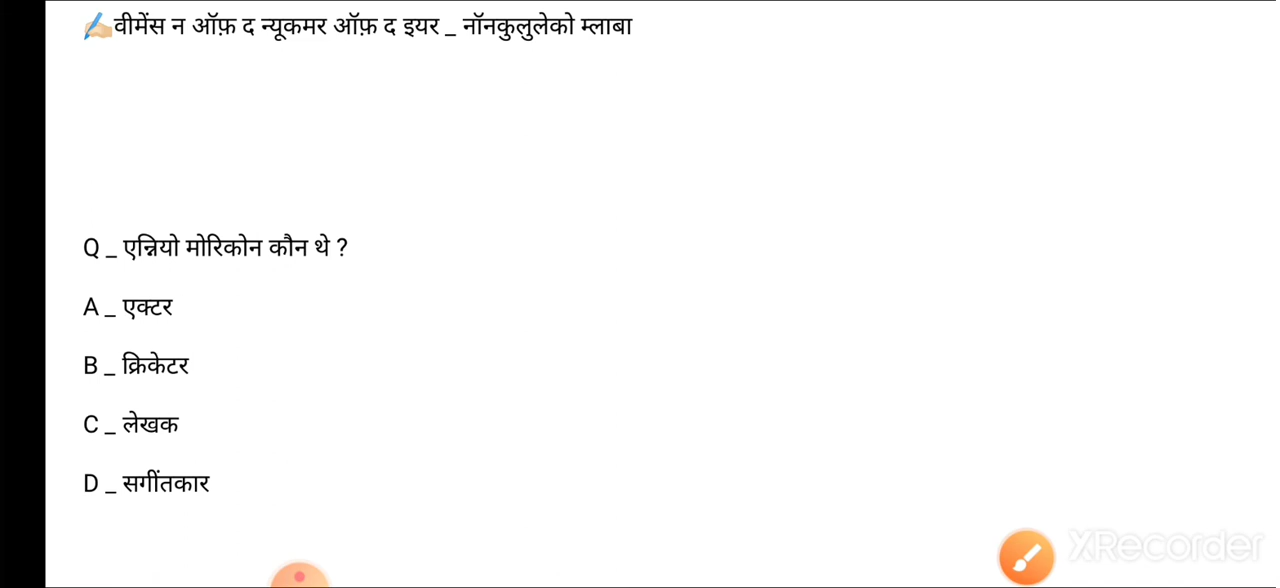 ✍🏻वीमेंस न ऑफ़ द न्यूकमर ऑफ़ द इयर _ नॉनकुलुलेको म्लाबा
Q _ एन्नियो मोरिकोन कौन थे ?
A _ एक्टर
B _ क्रिकेटर
C _ लेखक
D _ सगींतकार
XRecorder